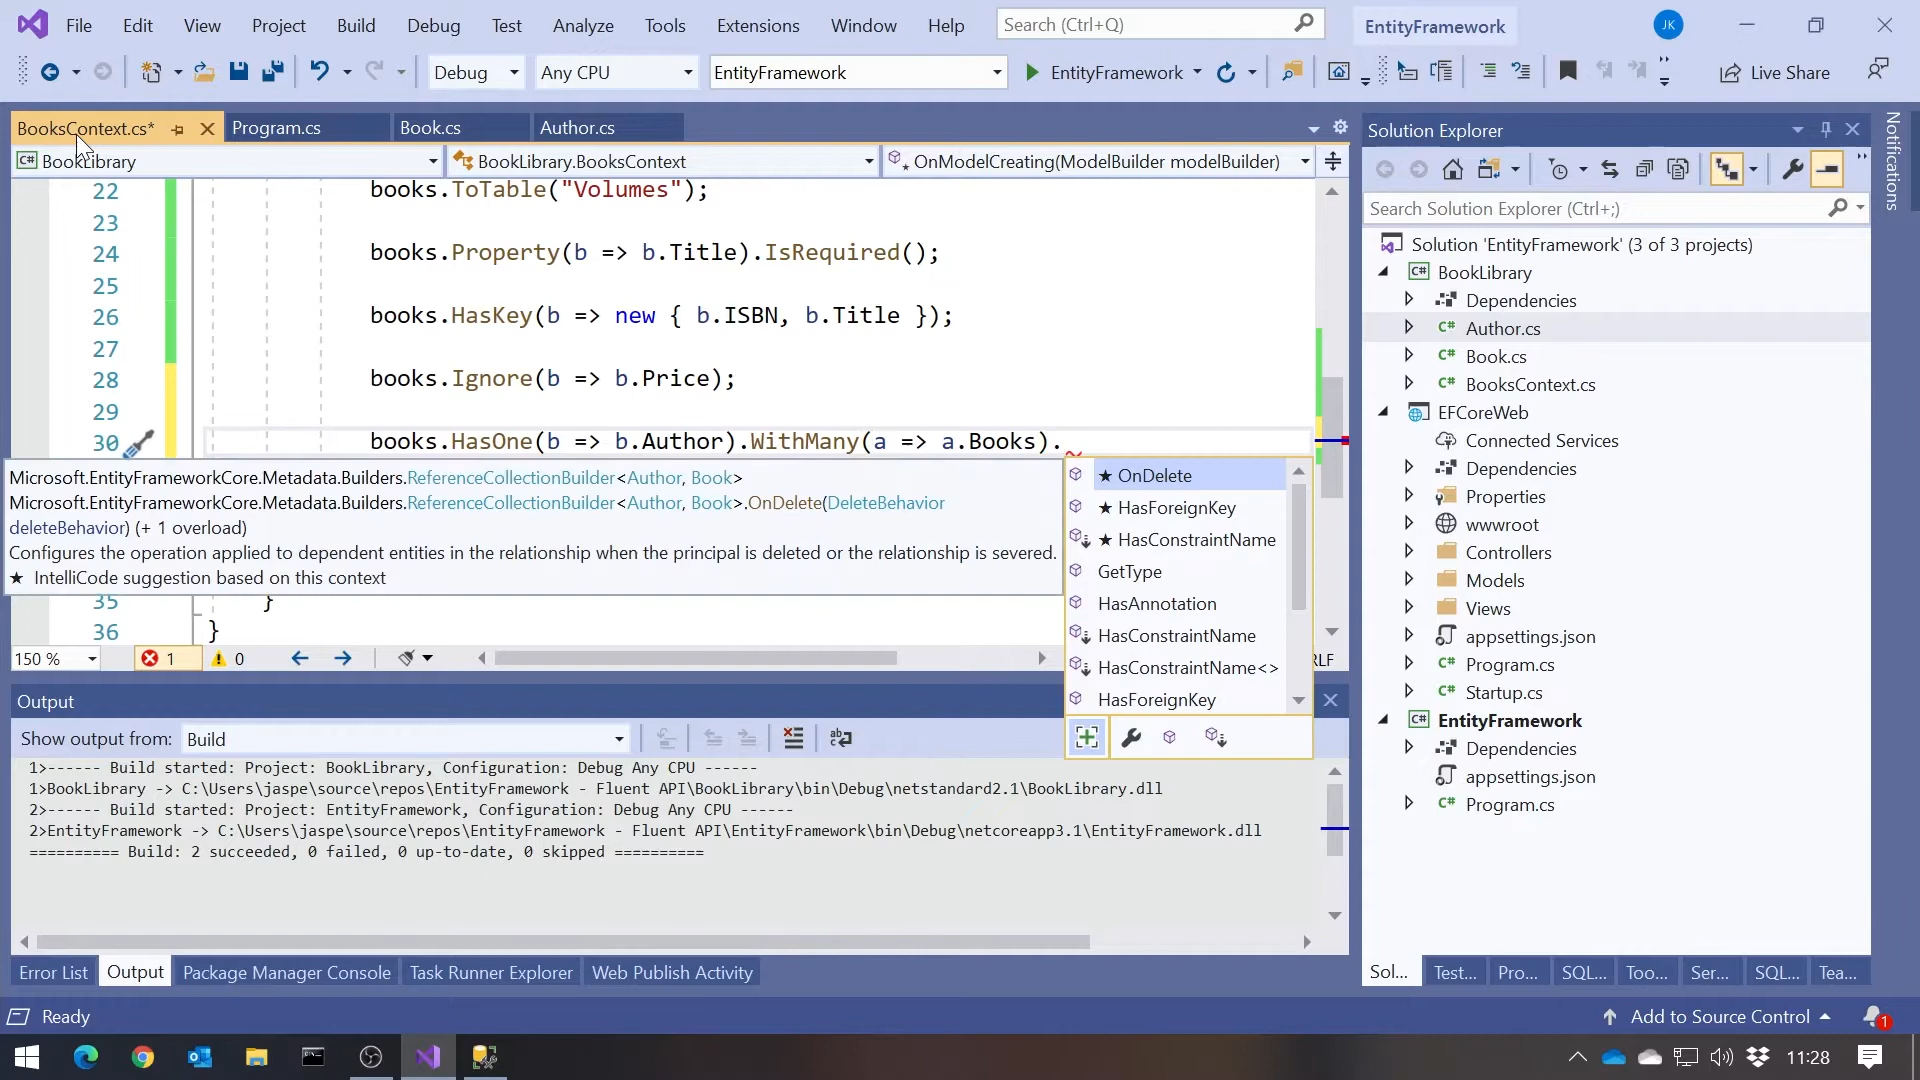 File Edit View Project Build Debug Test Analyze Tools Extensions Window Help Search (Ctrl+Q) EntityFramework JK
Debug Any CPU EntityFramework EntityFramework Live Share
BooksContext.cs* Program.cs Book.cs Author.cs
BookLibrary BookLibrary.BooksContext OnModelCreating(ModelBuilder modelBuilder)
22 books.ToTable("Volumes");
23
24 books.Property(b => b.Title).IsRequired();
25
26 books.HasKey(b => new { b.ISBN, b.Title });
27
28 books.Ignore(b => b.Price);
29
30 books.HasOne(b => b.Author).WithMany(a => a.Books).
Microsoft.EntityFrameworkCore.Metadata.Builders.ReferenceCollectionBuilder<Author, Book>
Microsoft.EntityFrameworkCore.Metadata.Builders.ReferenceCollectionBuilder<Author, Book>.OnDelete(DeleteBehavior
deleteBehavior) (+ 1 overload)
Configures the operation applied to dependent entities in the relationship when the principal is deleted or the relationship is severed.
★ IntelliCode suggestion based on this context
★ OnDelete
★ HasForeignKey
★ HasConstraintName
GetType
HasAnnotation
HasConstraintName
HasConstraintName<>
HasForeignKey
35 }
36 }
150 % 1 0 RLF
Output
Show output from: Build
1>------ Build started: Project: BookLibrary, Configuration: Debug Any CPU ------
1>BookLibrary -> C:\Users\jaspe\source\repos\EntityFramework - Fluent API\BookLibrary\bin\Debug\netstandard2.1\BookLibrary.dll
2>------ Build started: Project: EntityFramework, Configuration: Debug Any CPU ------
2>EntityFramework -> C:\Users\jaspe\source\repos\EntityFramework - Fluent API\EntityFramework\bin\Debug\netcoreapp3.1\EntityFramework.dll
========== Build: 2 succeeded, 0 failed, 0 up-to-date, 0 skipped ==========
Error List Output Package Manager Console Task Runner Explorer Web Publish Activity
Solution Explorer
Search Solution Explorer (Ctrl+;)
Solution 'EntityFramework' (3 of 3 projects)
C# BookLibrary
Dependencies
C# Author.cs
C# Book.cs
C# BooksContext.cs
EFCoreWeb
Connected Services
Dependencies
Properties
wwwroot
Controllers
Models
Views
appsettings.json
C# Program.cs
C# Startup.cs
C# EntityFramework
Dependencies
appsettings.json
C# Program.cs
Sol... Test... Pro... SQL... Too... Ser... SQL... Tea...
Notifications
Ready Add to Source Control 1
11:28